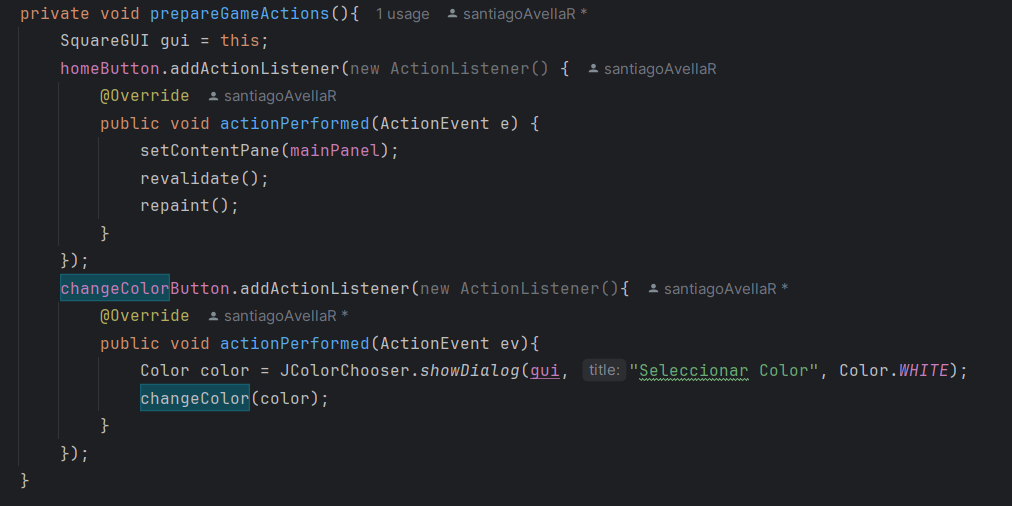 private void prepareGameActions(){ 1 usage santiagoAvellaR *
SquareGUI gui = this;
homeButton.addActionListener(new ActionListener() { santiagoAvellaR
@Override santiagoAvellaR
public void actionPerformed(ActionEvent e) {
setContentPane(mainPanel);
revalidate();
repaint();
}
});
changeColorButton.addActionListener(new ActionListener(){ santiagoAvellaR *
@Override santiagoAvellaR *
public void actionPerformed(ActionEvent ev){
Color color = JColorChooser.showDialog(gui, title: "Seleccionar Color", Color.WHITE);
changeColor(color);
}
});
}